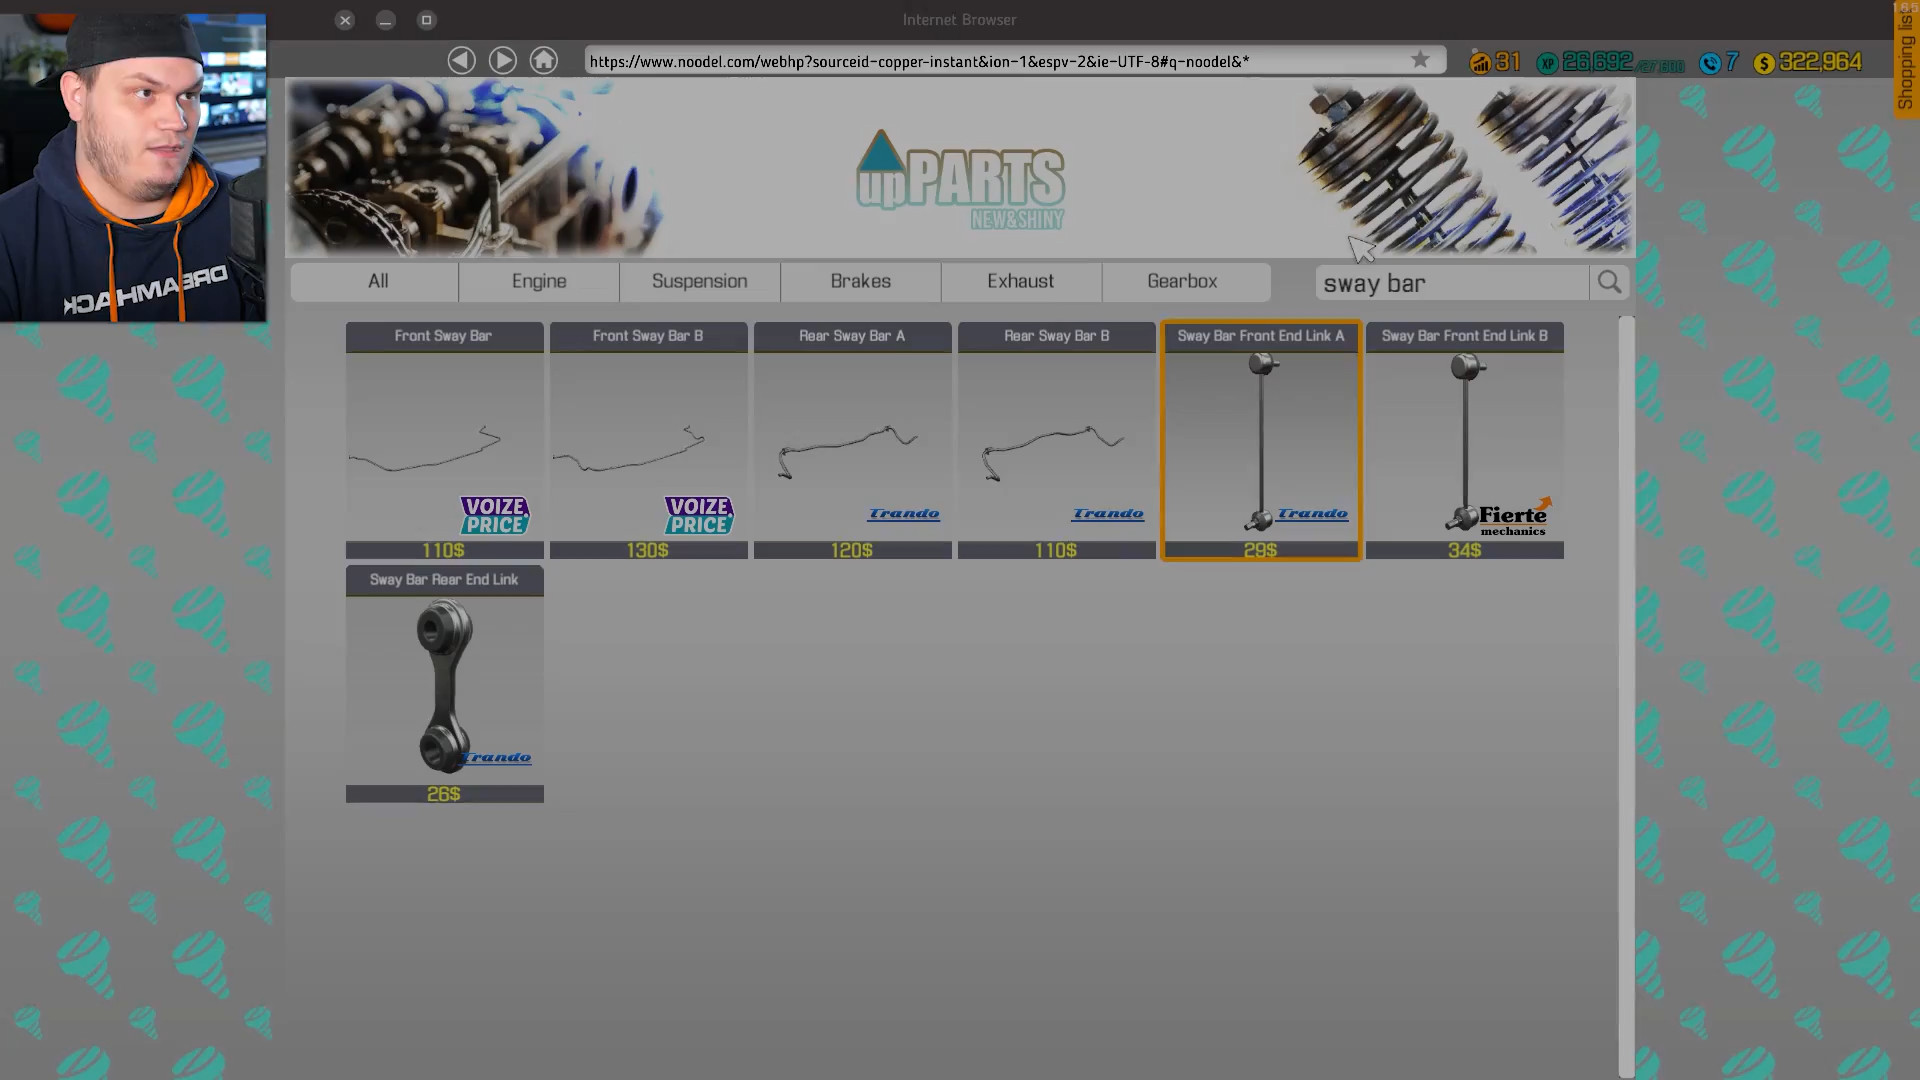 Internet Browser
https://www.noodel.com/webhp?sourceid-copper-instant&ion-1&espv-2&ie-UTF-8#q-noodel&*
31
XP 26,692
7
$ 322,964
Shopping list
upPARTS
NEW&SHINY
DREAMHACK
All
Engine
Suspension
Brakes
Exhaust
Gearbox
sway bar
Front Sway Bar
Front Sway Bar B
Rear Sway Bar A
Rear Sway Bar B
Sway Bar Front End Link A
Sway Bar Front End Link B
VOIZE PRICE
VOIZE PRICE
Trando
Trando
Trando
Fierte mechanics
110$
130$
120$
110$
29$
34$
Sway Bar Rear End Link
Trando
26$